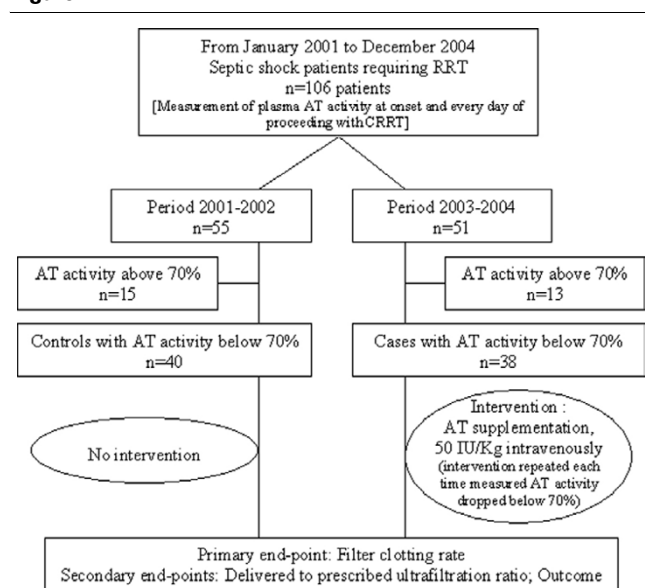 From January 2001 to December 2004
Septic shock patients requiring RRT
n=106 patients
[Measurement of plasma AT activity at onset and every day of
proceeding with CRRT]
Period 2001-2002
n=55
Period 2003-2004
n=51
AT activity above 70%
n=15
AT activity above 70%
n=13
Controls with AT activity below 70%
n=40
Cases with AT activity below 70%
n=38
No intervention
Intervention :
AT supplementation,
50 IU/Kg intravenously
(intervention repeated each
time measured AT activity
dropped below 70%)
Primary end-point: Filter clotting rate
Secondary end-points: Delivered to prescribed ultrafiltration ratio; Outcome